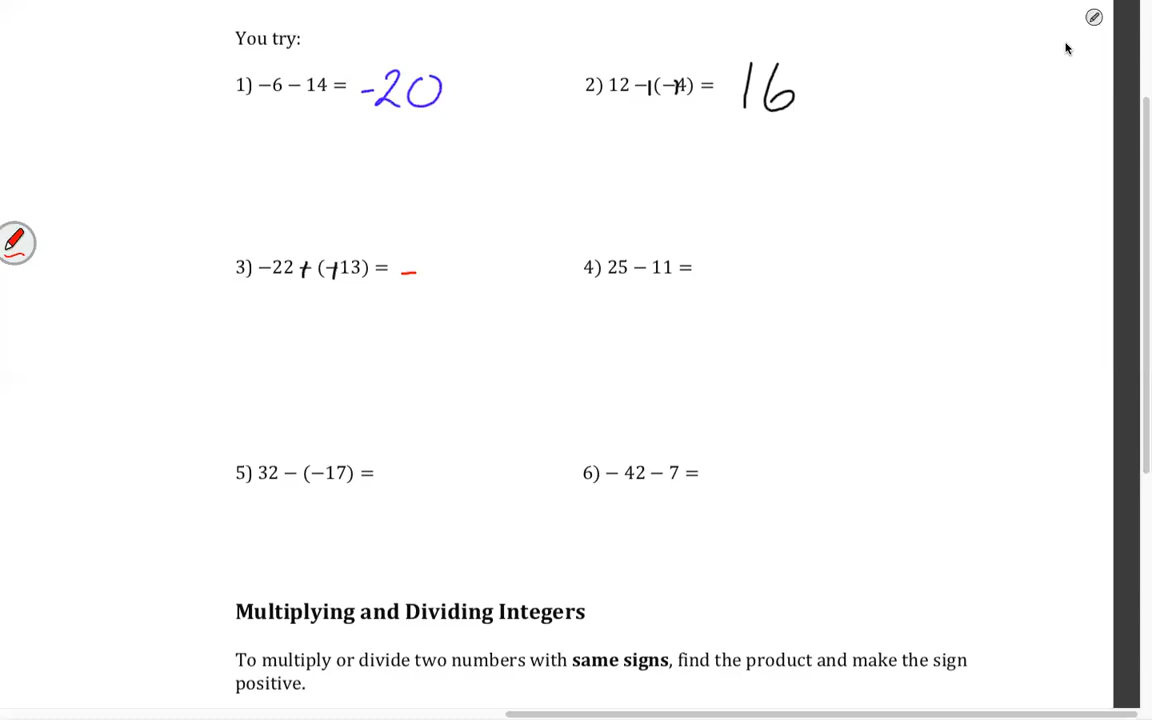 You try:
1) −6 − 14 = -20
2) 12 −|(−+4) = 16
3) −22 + (+13) = −
4) 25 − 11 =
5) 32 − (−17) =
6) − 42 − 7 =
Multiplying and Dividing Integers
To multiply or divide two numbers with same signs, find the product and make the sign
positive.